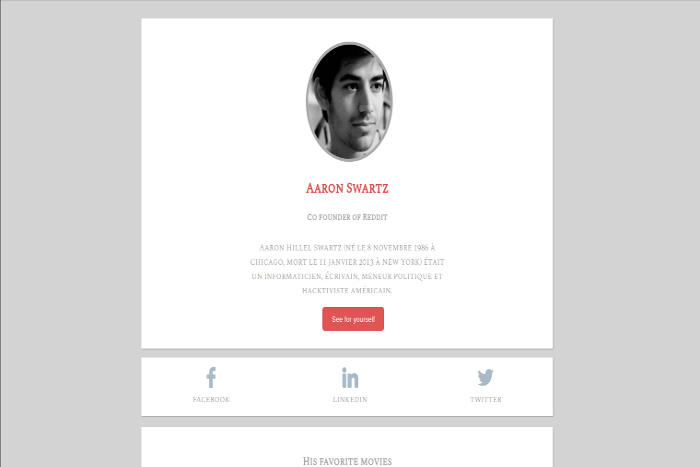 AARON SWARTZ
CO FOUNDER OF REDDIT
AARON HILLEL SWARTZ (NÉ LE 8 NOVEMBRE 1986 À
CHICAGO, MORT LE 11 JANVIER 2013 À NEW YORK) ÉTAIT
UN INFORMATICIEN, ÉCRIVAIN, MENEUR POLITIQUE ET
HACKTIVISTE AMÉRICAIN.
See for yourself
FACEBOOK
LINKEDIN
TWITTER
HIS FAVORITE MOVIES